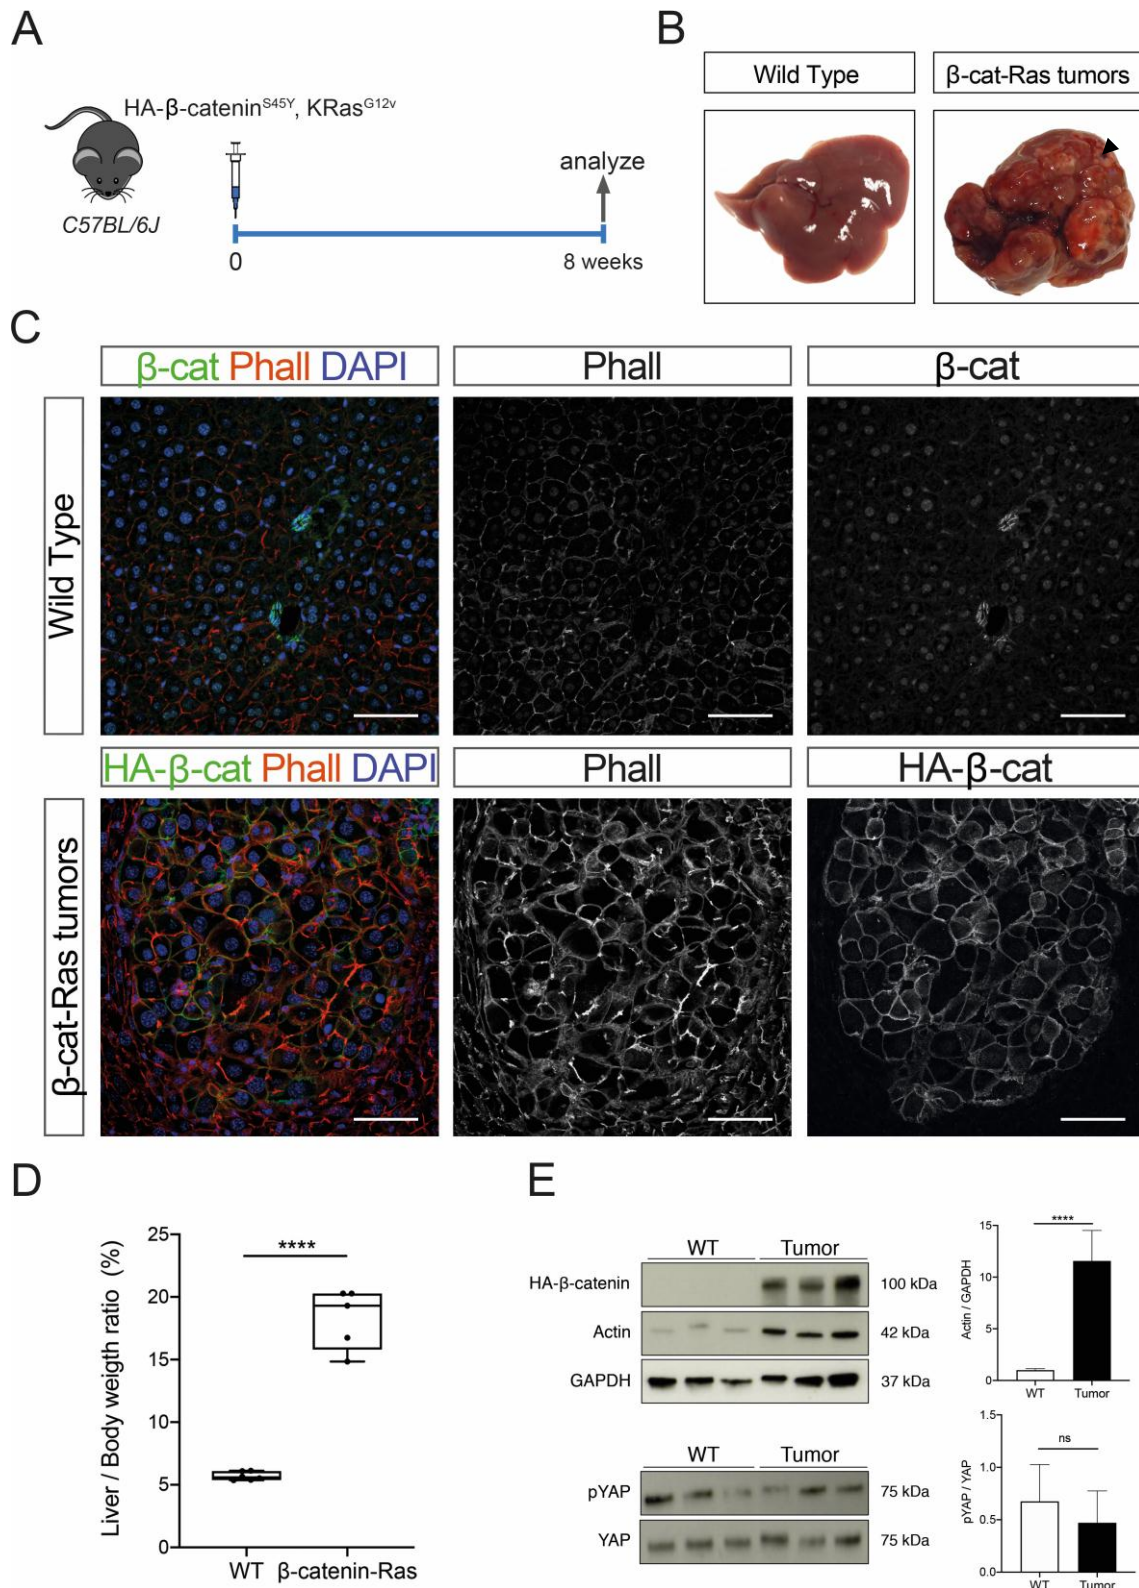 A
HA-β-catenin^S45Y, KRas^G12v
C57BL/6J
analyze
0
8 weeks
B
Wild Type
β-cat-Ras tumors
C
β-cat Phall DAPI
Phall
β-cat
Wild Type
HA-β-cat Phall DAPI
Phall
HA-β-cat
β-cat-Ras tumors
D
Liver / Body weigth ratio (%)
25
20
15
10
5
0
****
WT
β-catenin-Ras
E
WT
Tumor
HA-β-catenin
100 kDa
Actin
42 kDa
GAPDH
37 kDa
Actin / GAPDH
15
10
5
0
****
WT
Tumor
WT
Tumor
pYAP
75 kDa
YAP
75 kDa
pYAP / YAP
1.5
1.0
0.5
0.0
ns
WT
Tumor